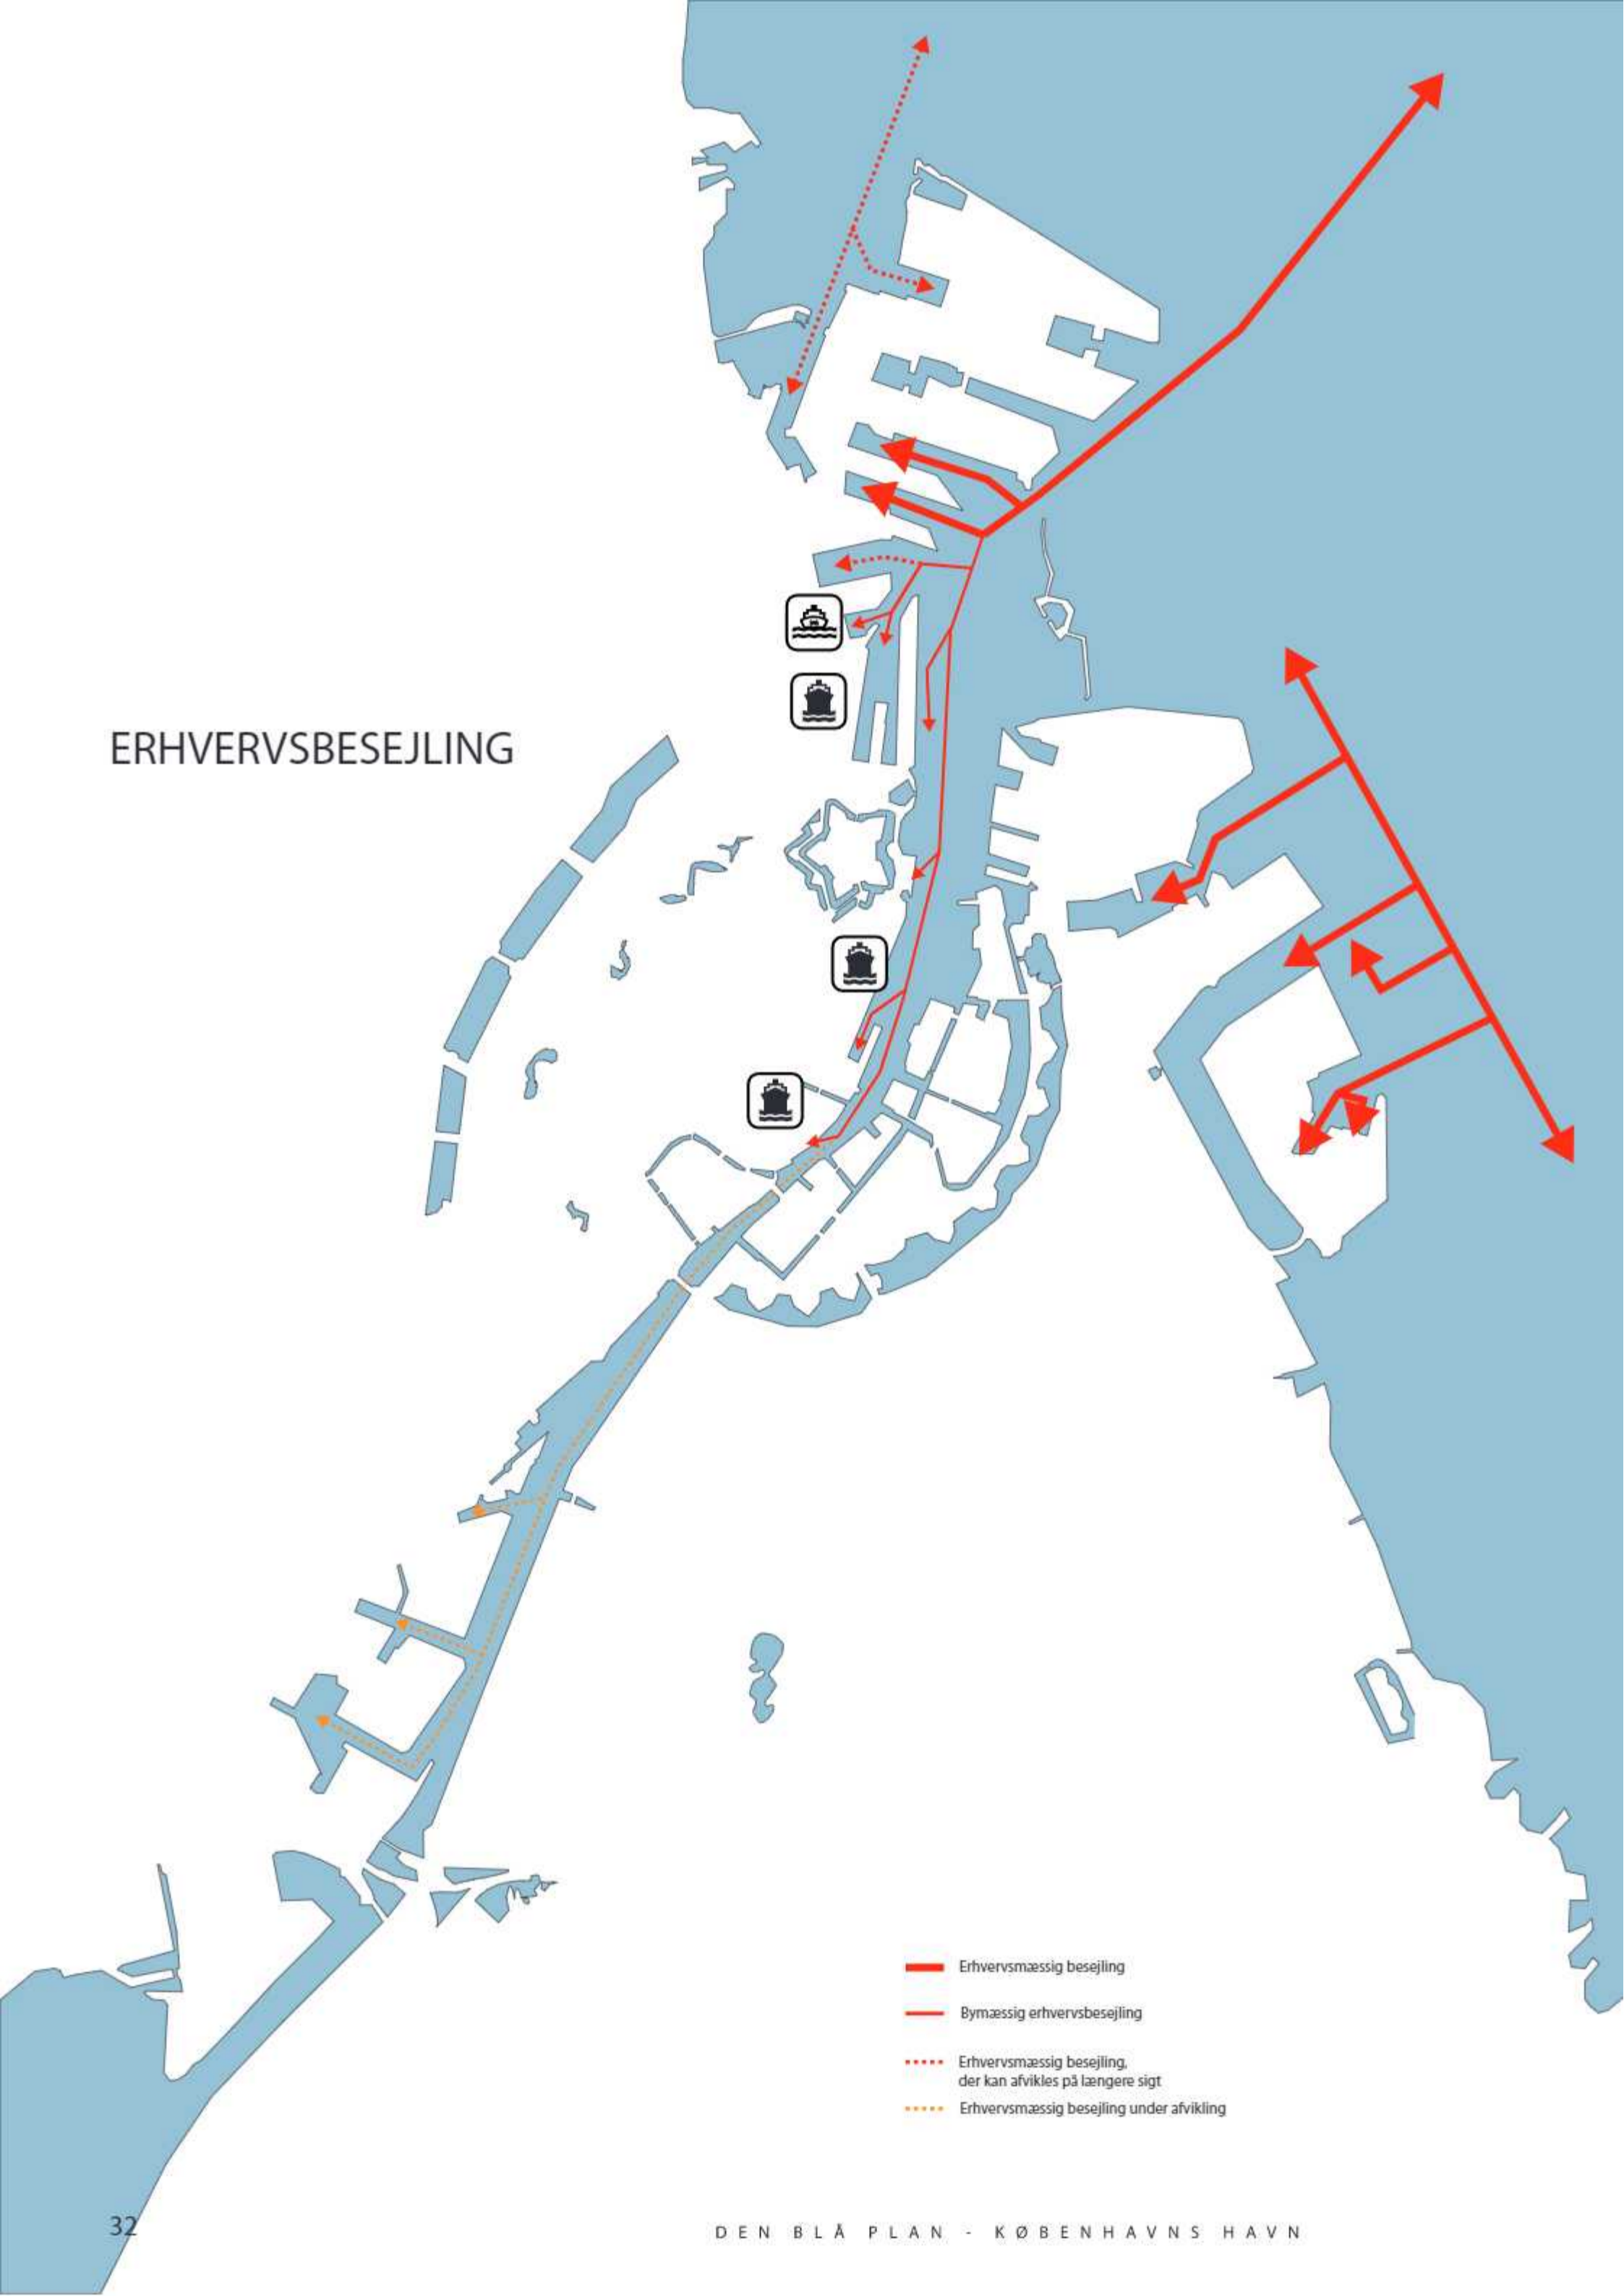 ERHVERVSBESEJLING
Erhvervsmæssig besejling
Bymæssig erhvervsbesejling
Erhvervsmæssig besejling,
der kan afvikles på længere sigt
Erhvervsmæssig besejling under afvikling
32
DEN BLÅ PLAN - KØBENHAVNS HAVN